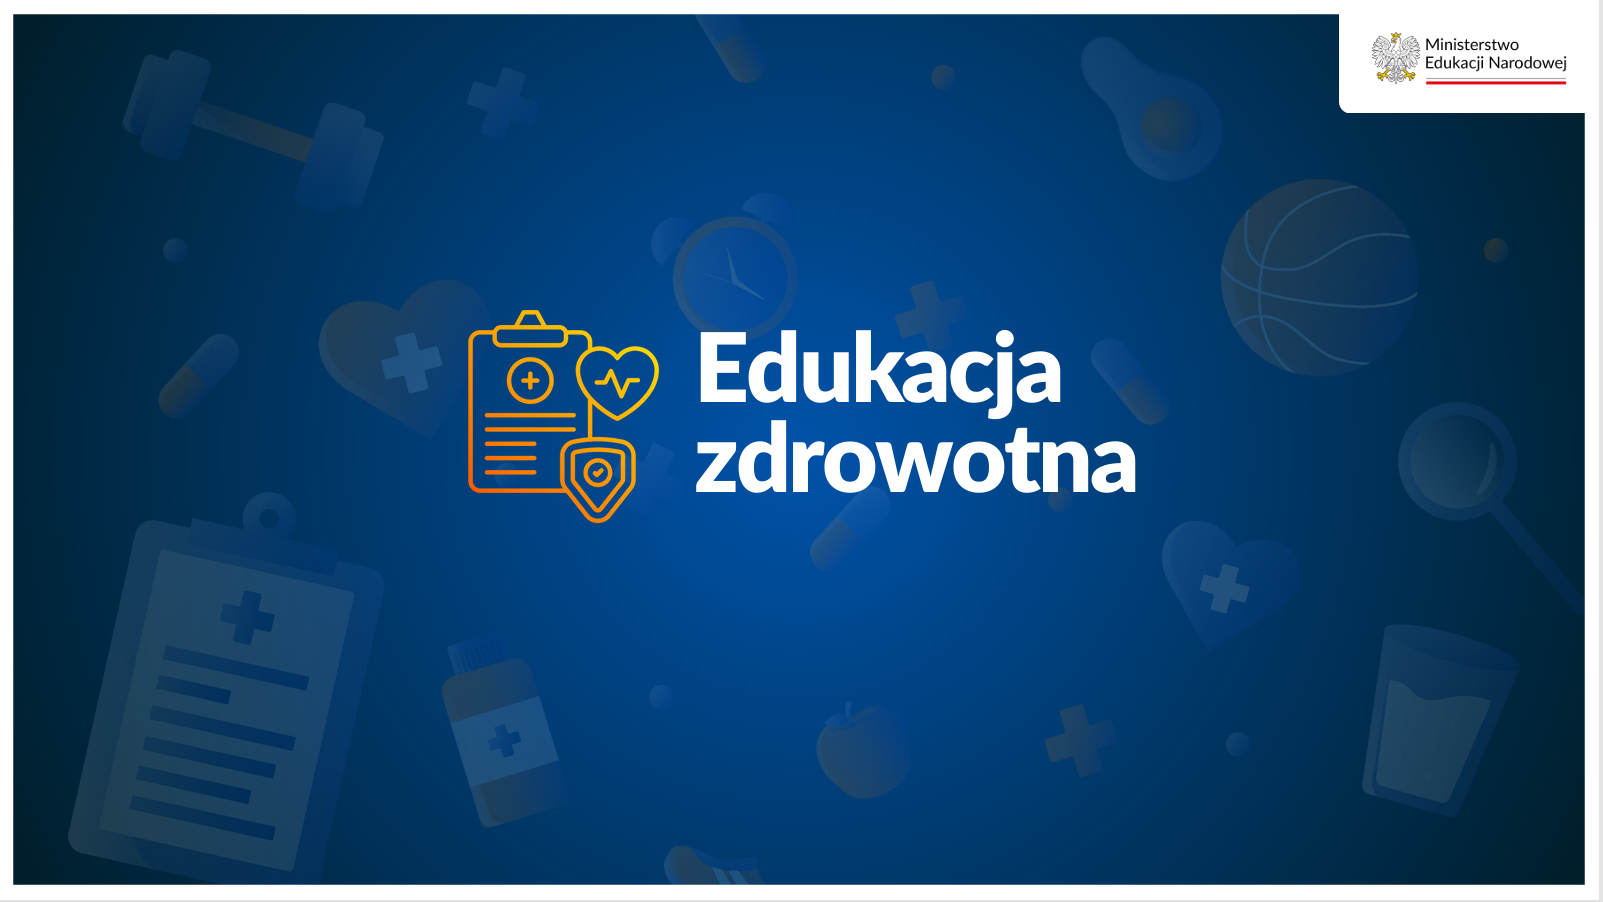 Ministerstwo
Edukacji Narodowej
Edukacja
zdrowotna